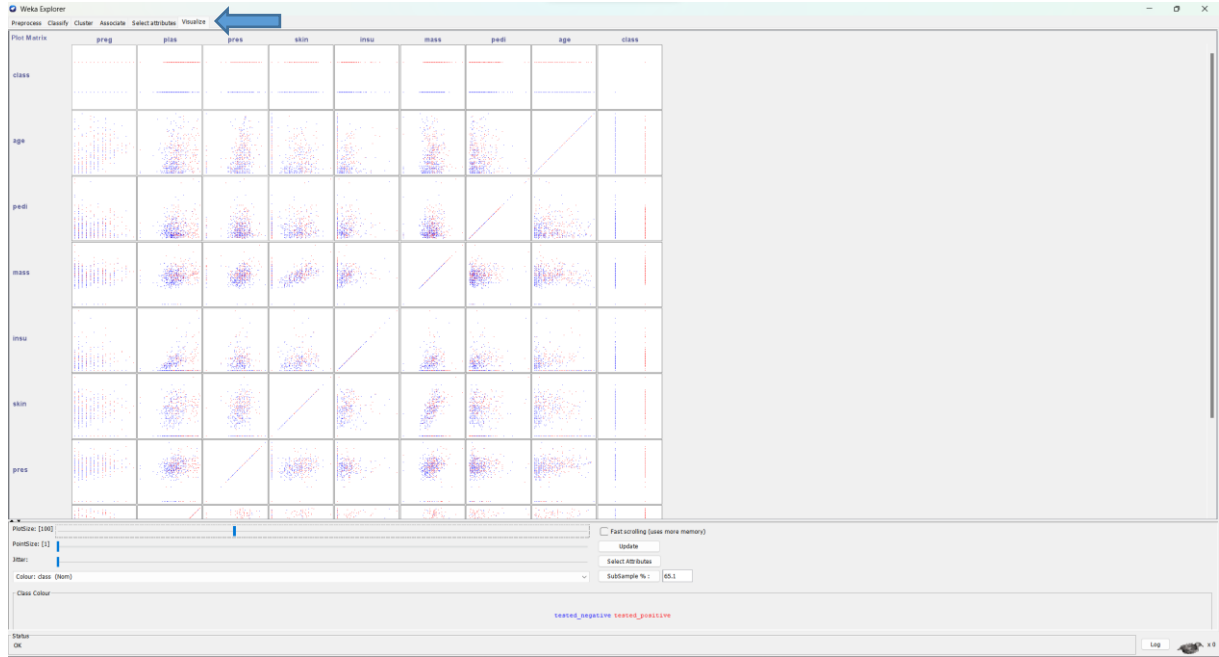 Weka Explorer
Preprocess Classify Cluster Associate Select attributes Visualize
Plot Matrix preg plas pres skin insu mass pedi age class
class
age
pedi
mass
insu
skin
pres
PlotSize: [100]
Fast scrolling (uses more memory)
PointSize: [1]
Update
Jitter:
Select Attributes
Colour: class (Nom)
SubSample % : 65.1
Class Colour
tested_negative tested_positive
Status
OK
Log
x 0